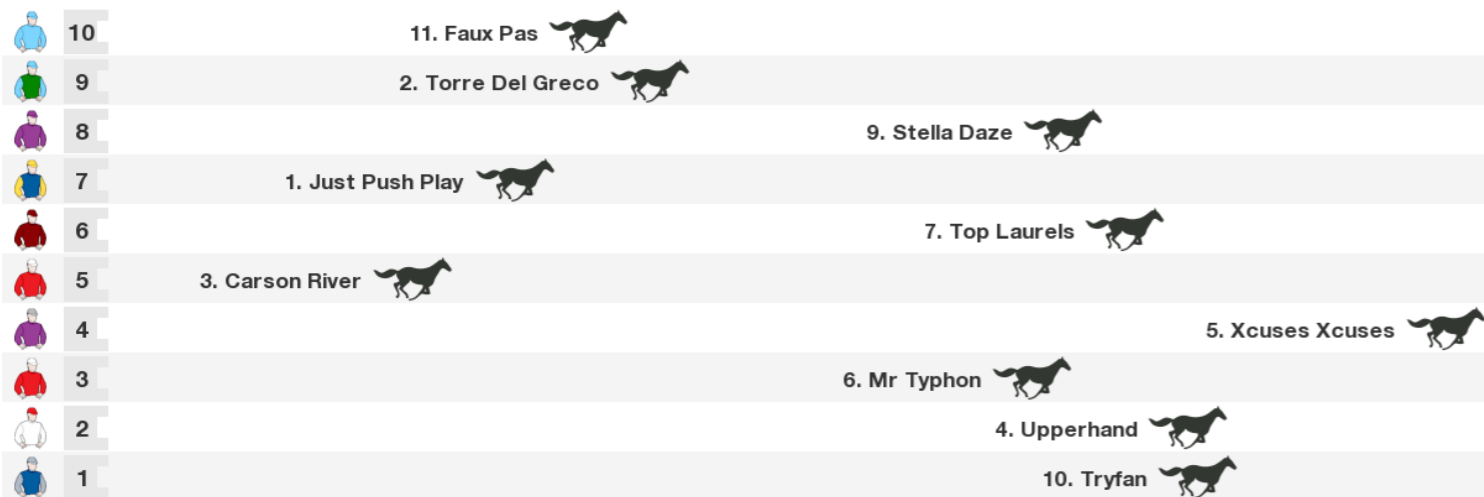 10 11. Faux Pas
9 2. Torre Del Greco
8 9. Stella Daze
7 1. Just Push Play
6 7. Top Laurels
5 3. Carson River
4 5. Xcuses Xcuses
3 6. Mr Typhon
2 4. Upperhand
1 10. Tryfan